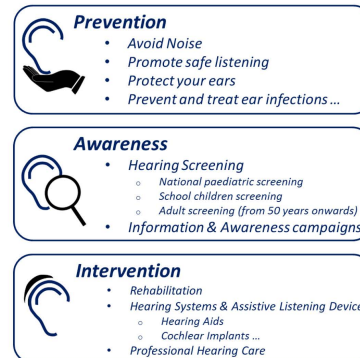 Prevention
• Avoid Noise
• Promote safe listening
• Protect your ears
• Prevent and treat ear infections ...
Awareness
• Hearing Screening
o National paediatric screening
o School children screening
o Adult screening (from 50 years onwards)
• Information & Awareness campaigns
Intervention
• Rehabilitation
• Hearing Systems & Assistive Listening Device
o Hearing Aids
o Cochlear Implants ...
• Professional Hearing Care